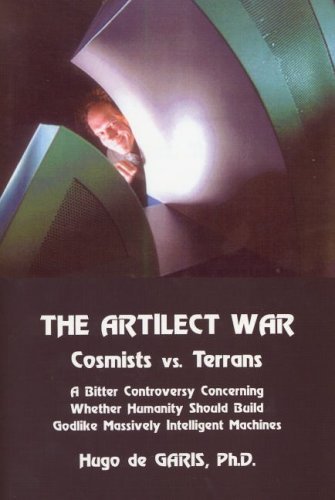 THE ARTILECT WAR
Cosmists vs. Terrans
A Bitter Controversy Concerning
Whether Humanity Should Build
Godlike Massively Intelligent Machines
Hugo de GARIS, Ph.D.